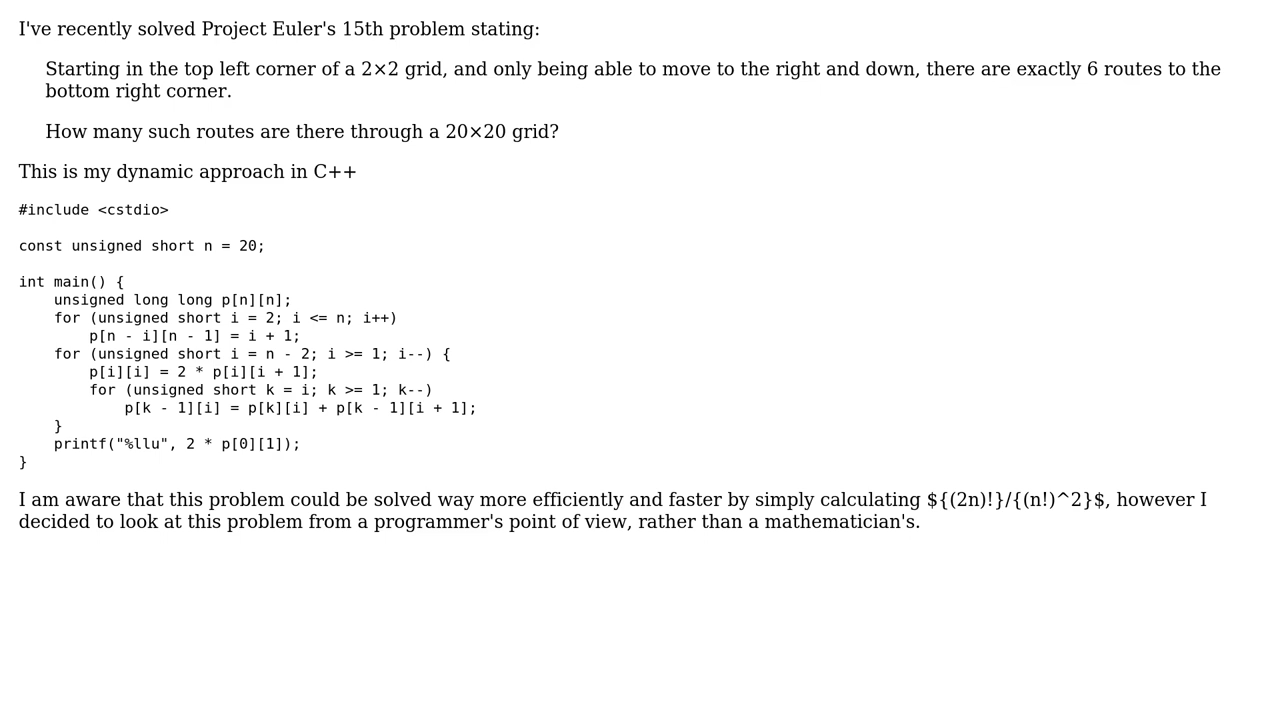 I've recently solved Project Euler's 15th problem stating:
Starting in the top left corner of a 2×2 grid, and only being able to move to the right and down, there are exactly 6 routes to the
bottom right corner.
How many such routes are there through a 20×20 grid?
This is my dynamic approach in C++
#include <cstdio>
const unsigned short n = 20;
int main() {
    unsigned long long p[n][n];
    for (unsigned short i = 2; i <= n; i++)
        p[n - i][n - 1] = i + 1;
    for (unsigned short i = n - 2; i >= 1; i--) {
        p[i][i] = 2 * p[i][i + 1];
        for (unsigned short k = i; k >= 1; k--)
            p[k - 1][i] = p[k][i] + p[k - 1][i + 1];
    }
    printf("%llu", 2 * p[0][1]);
}
I am aware that this problem could be solved way more efficiently and faster by simply calculating ${(2n)!}/{(n!)^2}$, however I
decided to look at this problem from a programmer's point of view, rather than a mathematician's.